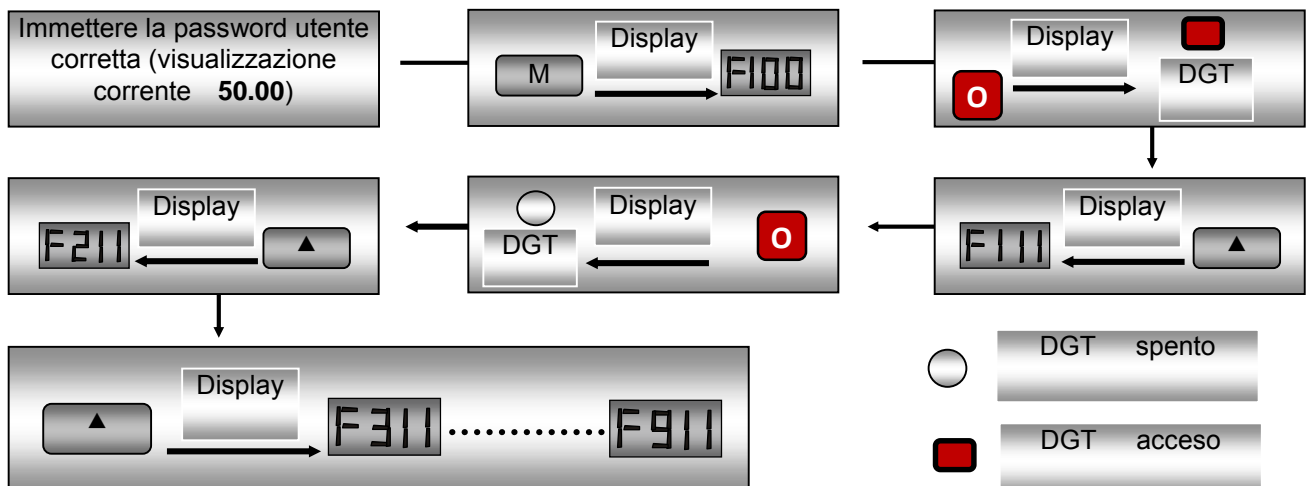 Immettere la password utente
corretta (visualizzazione
corrente 50.00)
M
Display
F100
O
Display
DGT
F111
Display
▲
DGT
Display
O
F211
Display
▲
▲
Display
F311
F911
DGT spento
DGT acceso